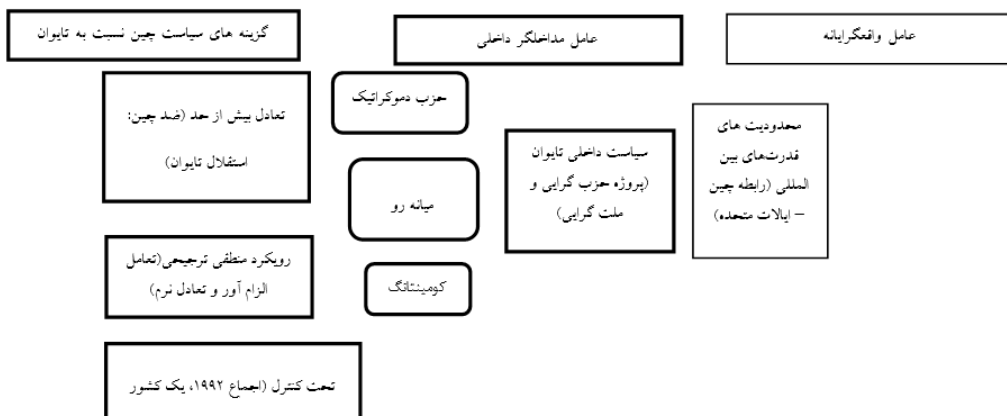 عامل واقعگرایانه
عامل مداخلگر داخلی
گزینه های سیاست چین نسبت به تایوان
محدودیت های
قدرت‌های بین
المللی (رابطه چین
– ایالات متحده)
سیاست داخلی تایوان
(پروژه حزب گرایی و
ملت گرایی)
حزب دموکراتیک
میانه رو
کومینتانگ
تعادل بیش از حد (ضد چین:
استقلال تایوان)
رویکرد منطقی ترجیحی(تعامل
الزام آور و تعادل نرم)
تحت کنترل (اجماع ۱۹۹۲، یک کشور